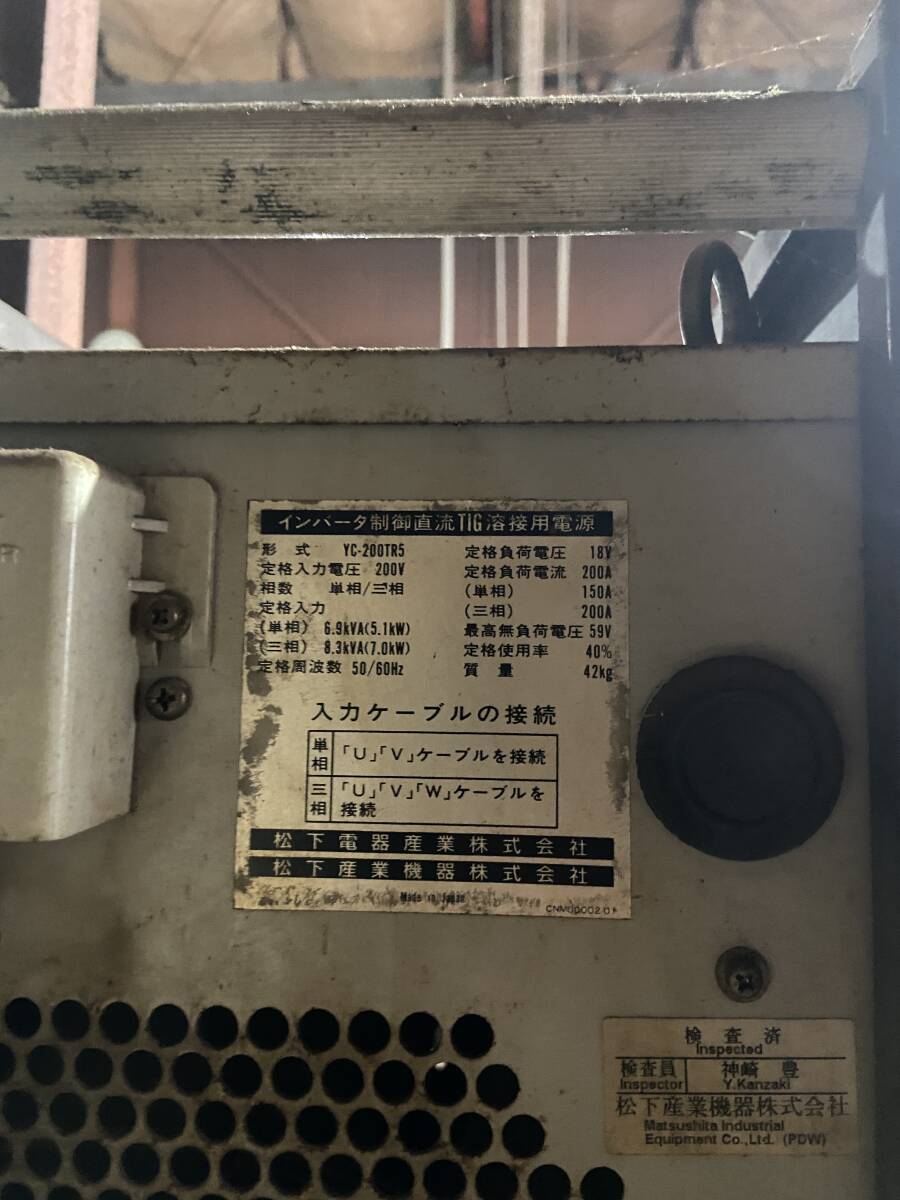 インバータ制御直流TIG溶接用電源
形式 YC-200TR5
定格入力電圧 200V
相数 単相/三相
定格入力
(単相) 6.9kVA(5.1kW)
(三相) 8.3kVA(7.0kW)
定格周波数 50/60Hz
定格負荷電圧 18V
定格負荷電流 200A
(単相) 150A
(三相) 200A
最高無負荷電圧 59V
定格使用率 40%
質量 42kg
入力ケーブルの接続
単相 「U」「V」ケーブルを接続
三相 「U」「V」「W」ケーブルを
接続
松下電器産業株式会社
松下産業機器株式会社
Made in Japan
検査済
Inspected
検査員 神崎 豊
Inspector Y.Kanzaki
松下産業機器株式会社
Matsushita Industrial
Equipment Co.,Ltd. (PDW)